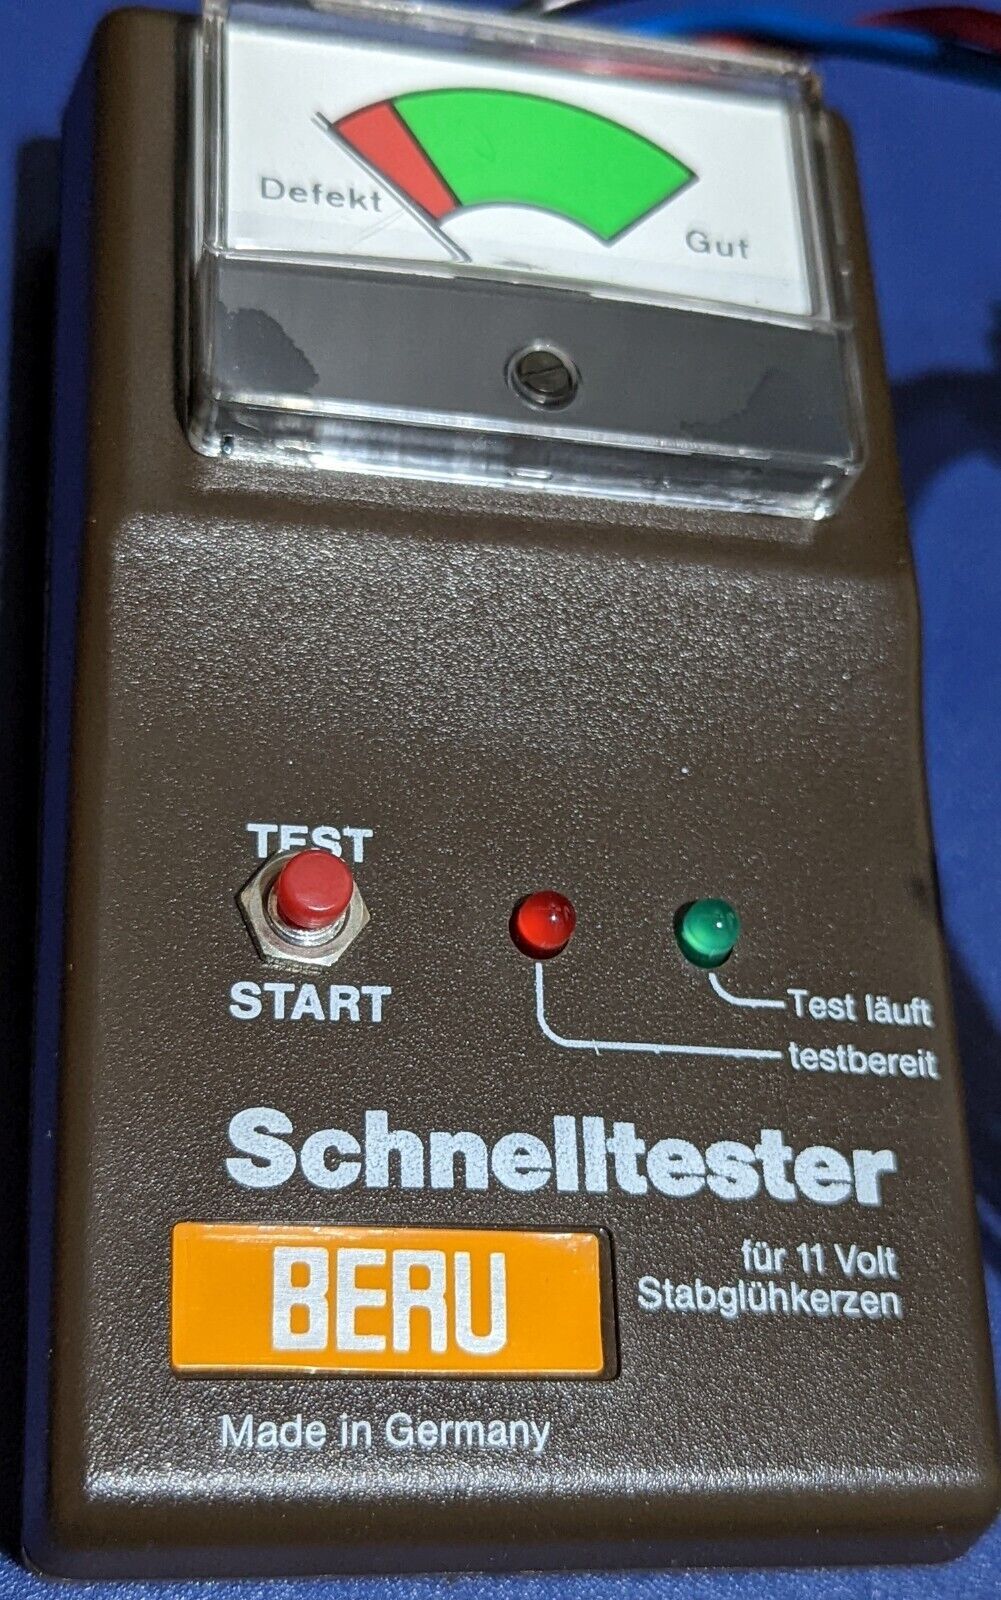 Defekt
Gut
TEST
START
Test läuft
testbereit
Schnelltester
BERU
für 11 Volt
Stabglühkerzen
Made in Germany